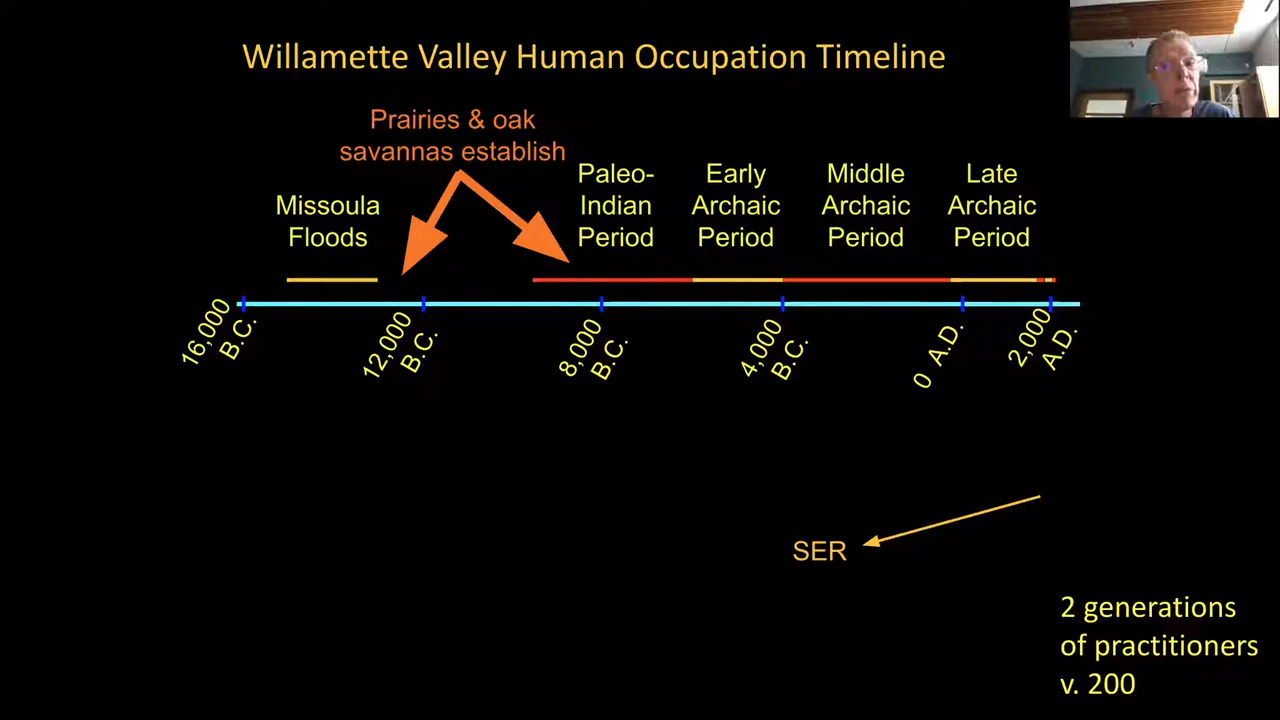 Willamette Valley Human Occupation Timeline
Prairies & oak
savannas establish
Missoula
Floods
Paleo-
Indian
Period
Early
Archaic
Period
Middle
Archaic
Period
Late
Archaic
Period
16,000
B.C.
12,000
B.C.
8,000
B.C.
4,000
B.C.
0 A.D.
2,000
A.D.
SER
2 generations
of practitioners
v. 200